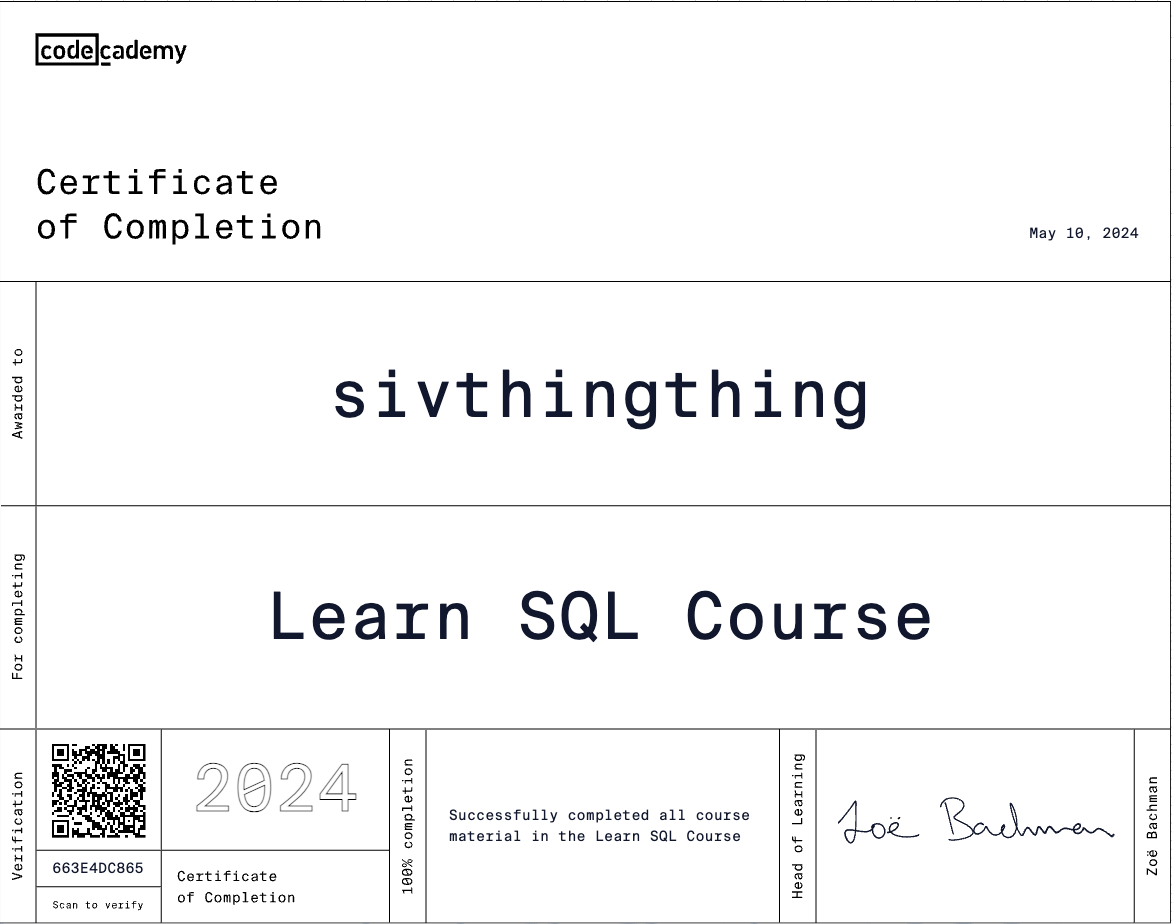 codecademy
Certificate
of Completion
May 10, 2024
Awarded to
sivthingthing
For completing
Learn SQL Course
Verification
663E4DC865
Scan to verify
2024
Certificate
of Completion
100% completion
Successfully completed all course
material in the Learn SQL Course
Head of Learning
Zoë Bachman
Zoë Bachman